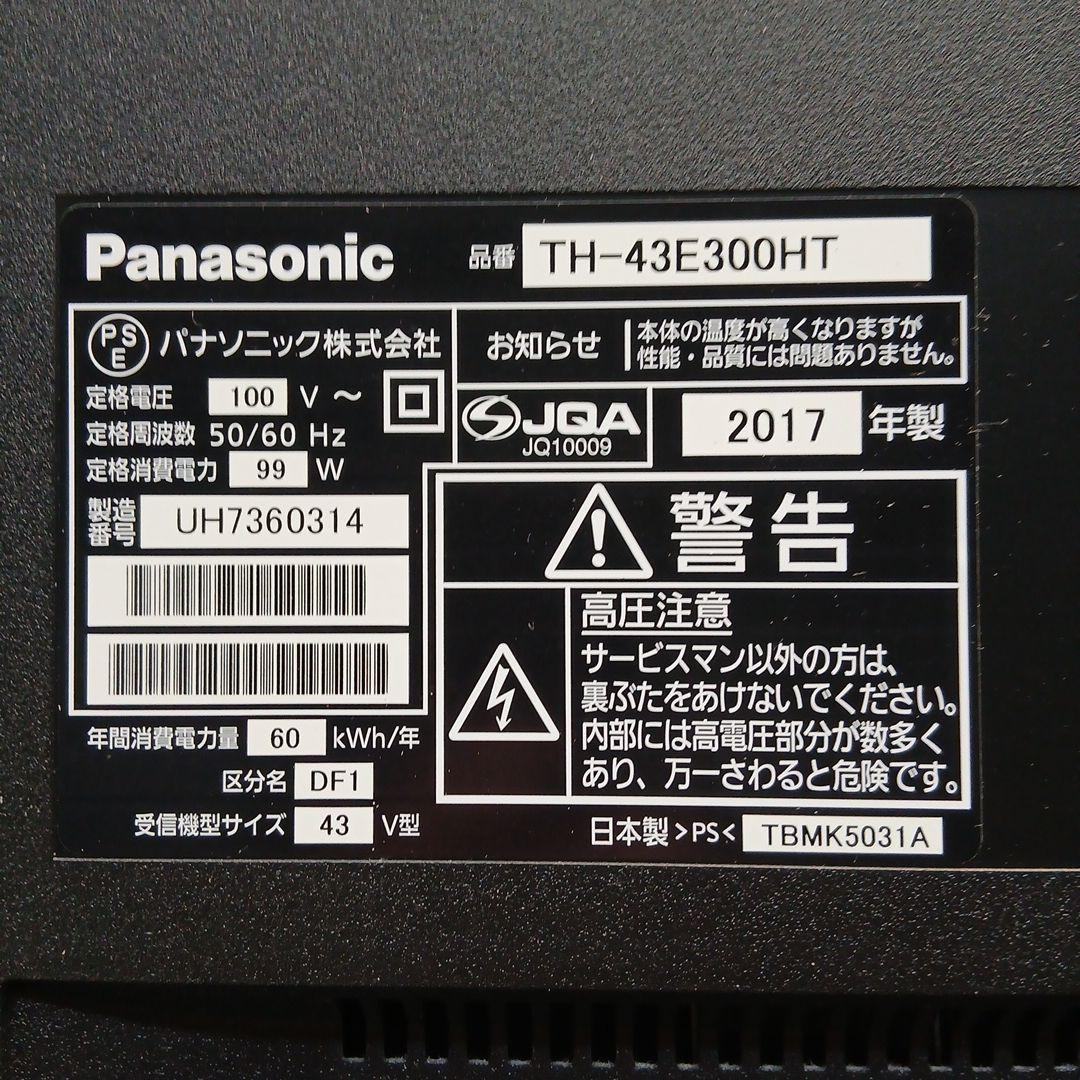 Panasonic 品番 TH-43E300HT
PSE パナソニック株式会社
定格電圧 100 V ～
定格周波数 50/60 Hz
定格消費電力 99 W
製造番号 UH7360314
年間消費電力量 60 kWh/年
区分名 DF1
受信機型サイズ 43 V型
お知らせ
本体の温度が高くなりますが
性能・品質には問題ありません。
JQA
JQ10009
2017 年製
警告
高圧注意
サービスマン以外の方は、
裏ぶたをあけないでください。
内部には高電圧部分が数多く
あり、万一さわると危険です。
日本製 >PS< TBMK5031A